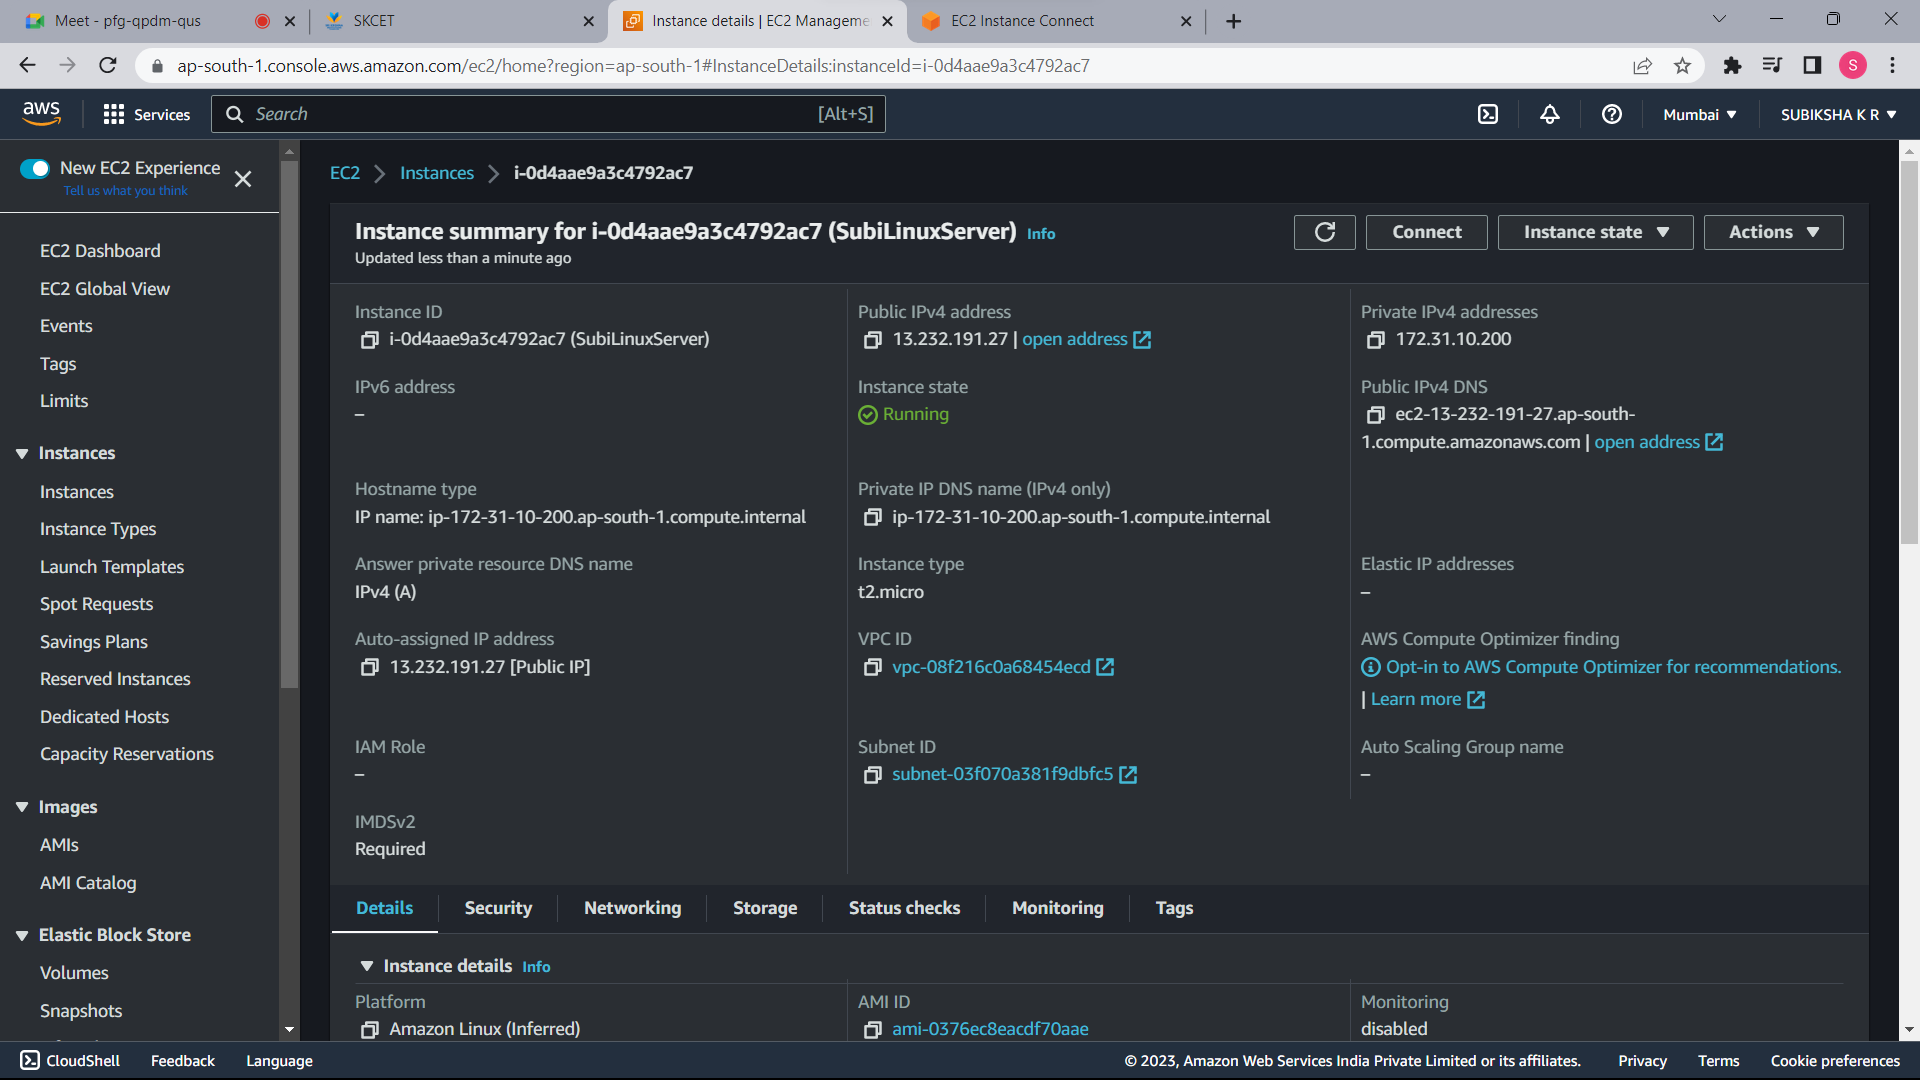 Meet - pfg-qpdm-qus
SKCET
Instance details | EC2 Manageme
EC2 Instance Connect
ap-south-1.console.aws.amazon.com/ec2/home?region=ap-south-1#InstanceDetails:instanceId=i-0d4aae9a3c4792ac7
S
aws
Services
Search
[Alt+S]
Mumbai
SUBIKSHA K R
New EC2 Experience
Tell us what you think
EC2 Dashboard
EC2 Global View
Events
Tags
Limits
Instances
Instances
Instance Types
Launch Templates
Spot Requests
Savings Plans
Reserved Instances
Dedicated Hosts
Capacity Reservations
Images
AMIs
AMI Catalog
Elastic Block Store
Volumes
Snapshots
EC2
Instances
i-0d4aae9a3c4792ac7
Instance summary for i-0d4aae9a3c4792ac7 (SubiLinuxServer) Info
Updated less than a minute ago
Connect
Instance state
Actions
Instance ID
i-0d4aae9a3c4792ac7 (SubiLinuxServer)
Public IPv4 address
13.232.191.27 | open address
Private IPv4 addresses
172.31.10.200
IPv6 address
–
Instance state
Running
Public IPv4 DNS
ec2-13-232-191-27.ap-south-
1.compute.amazonaws.com | open address
Hostname type
IP name: ip-172-31-10-200.ap-south-1.compute.internal
Private IP DNS name (IPv4 only)
ip-172-31-10-200.ap-south-1.compute.internal
Answer private resource DNS name
IPv4 (A)
Instance type
t2.micro
Elastic IP addresses
–
Auto-assigned IP address
13.232.191.27 [Public IP]
VPC ID
vpc-08f216c0a68454ecd
AWS Compute Optimizer finding
Opt-in to AWS Compute Optimizer for recommendations.
| Learn more
IAM Role
–
Subnet ID
subnet-03f070a381f9dbfc5
Auto Scaling Group name
–
IMDSv2
Required
Details
Security
Networking
Storage
Status checks
Monitoring
Tags
Instance details Info
Platform
Amazon Linux (Inferred)
AMI ID
ami-0376ec8eacdf70aae
Monitoring
disabled
CloudShell
Feedback
Language
© 2023, Amazon Web Services India Private Limited or its affiliates.
Privacy
Terms
Cookie preferences